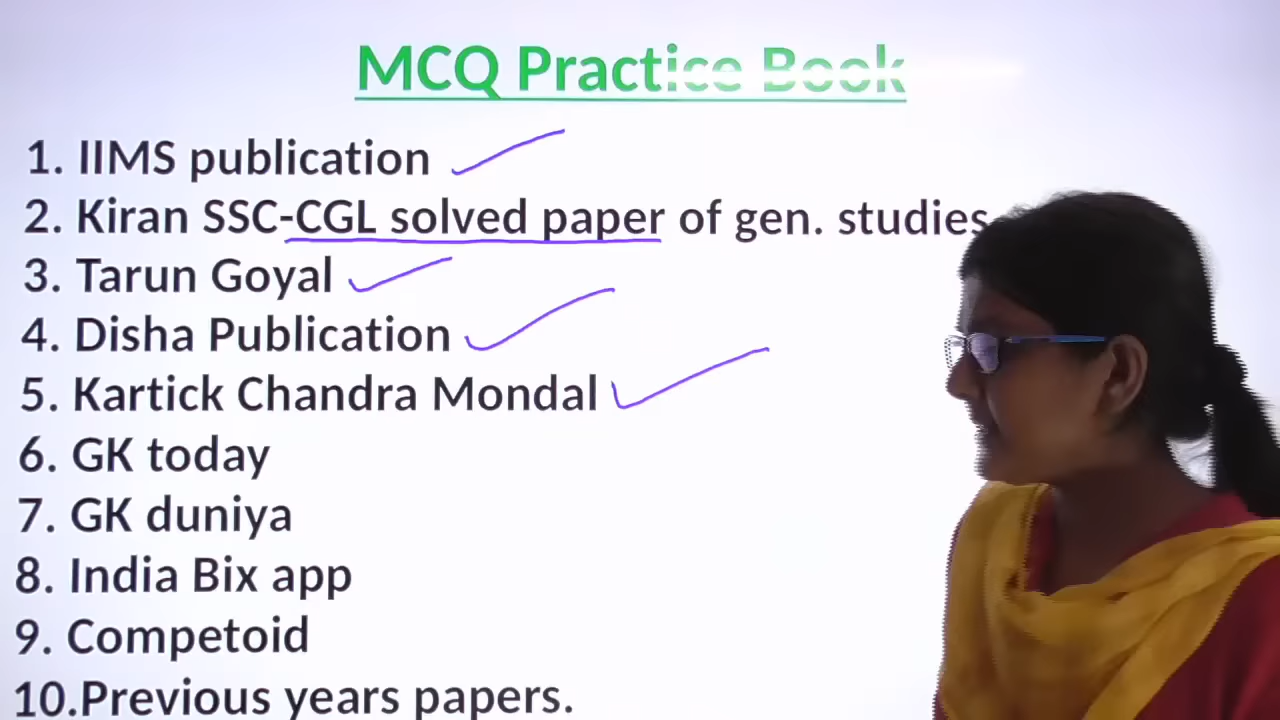 MCQ Practice Book
1. IIMS publication
2. Kiran SSC-CGL solved paper of gen. studies
3. Tarun Goyal
4. Disha Publication
5. Kartick Chandra Mondal
6. GK today
7. GK duniya
8. India Bix app
9. Competoid
10.Previous years papers.